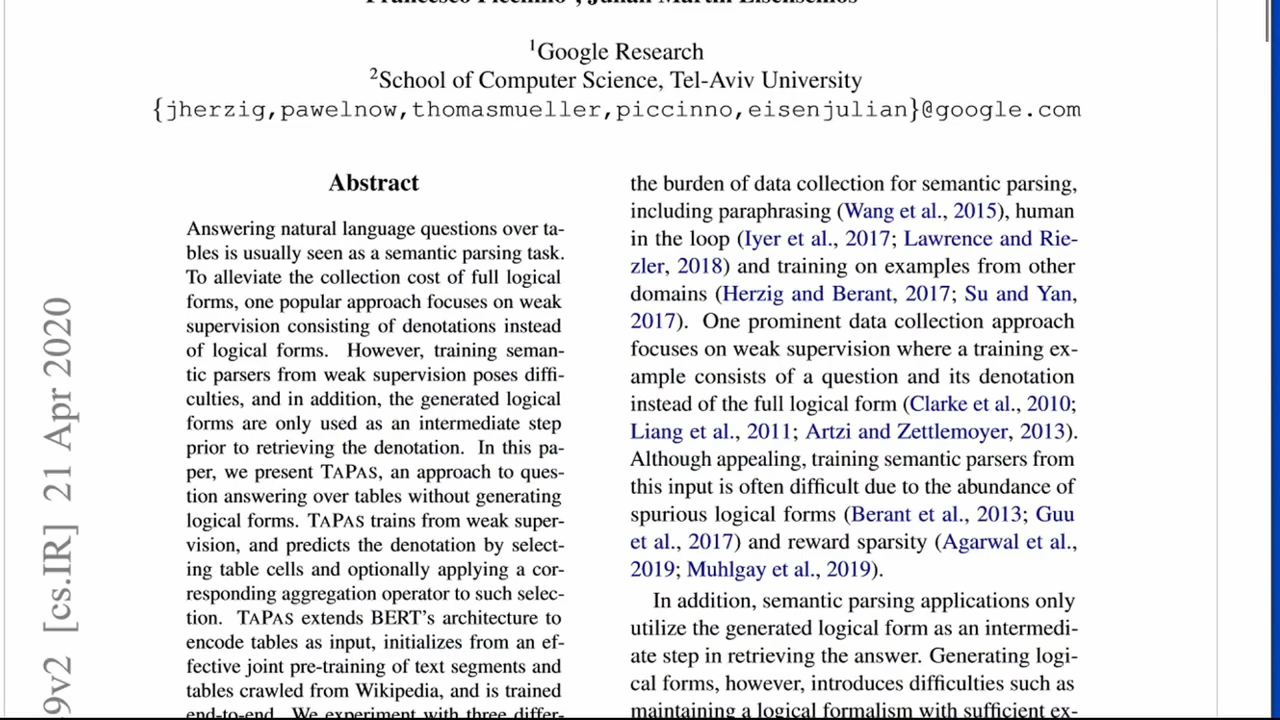 ¹Google Research
²School of Computer Science, Tel-Aviv University
{jherzig,pawelnow,thomasmueller,piccinno,eisenjulian}@google.com
Abstract
Answering natural language questions over ta-
bles is usually seen as a semantic parsing task.
To alleviate the collection cost of full logical
forms, one popular approach focuses on weak
supervision consisting of denotations instead
of logical forms. However, training seman-
tic parsers from weak supervision poses diffi-
culties, and in addition, the generated logical
forms are only used as an intermediate step
prior to retrieving the denotation. In this pa-
per, we present TAPAS, an approach to ques-
tion answering over tables without generating
logical forms. TAPAS trains from weak super-
vision, and predicts the denotation by select-
ing table cells and optionally applying a cor-
responding aggregation operator to such selec-
tion. TAPAS extends BERT's architecture to
encode tables as input, initializes from an ef-
fective joint pre-training of text segments and
tables crawled from Wikipedia, and is trained
end-to-end. We experiment with three differ-
the burden of data collection for semantic parsing,
including paraphrasing (Wang et al., 2015), human
in the loop (Iyer et al., 2017; Lawrence and Rie-
zler, 2018) and training on examples from other
domains (Herzig and Berant, 2017; Su and Yan,
2017). One prominent data collection approach
focuses on weak supervision where a training ex-
ample consists of a question and its denotation
instead of the full logical form (Clarke et al., 2010;
Liang et al., 2011; Artzi and Zettlemoyer, 2013).
Although appealing, training semantic parsers from
this input is often difficult due to the abundance of
spurious logical forms (Berant et al., 2013; Guu
et al., 2017) and reward sparsity (Agarwal et al.,
2019; Muhlgay et al., 2019).
In addition, semantic parsing applications only
utilize the generated logical form as an intermedi-
ate step in retrieving the answer. Generating logi-
cal forms, however, introduces difficulties such as
maintaining a logical formalism with sufficient ex-
9v2 [cs.IR] 21 Apr 2020